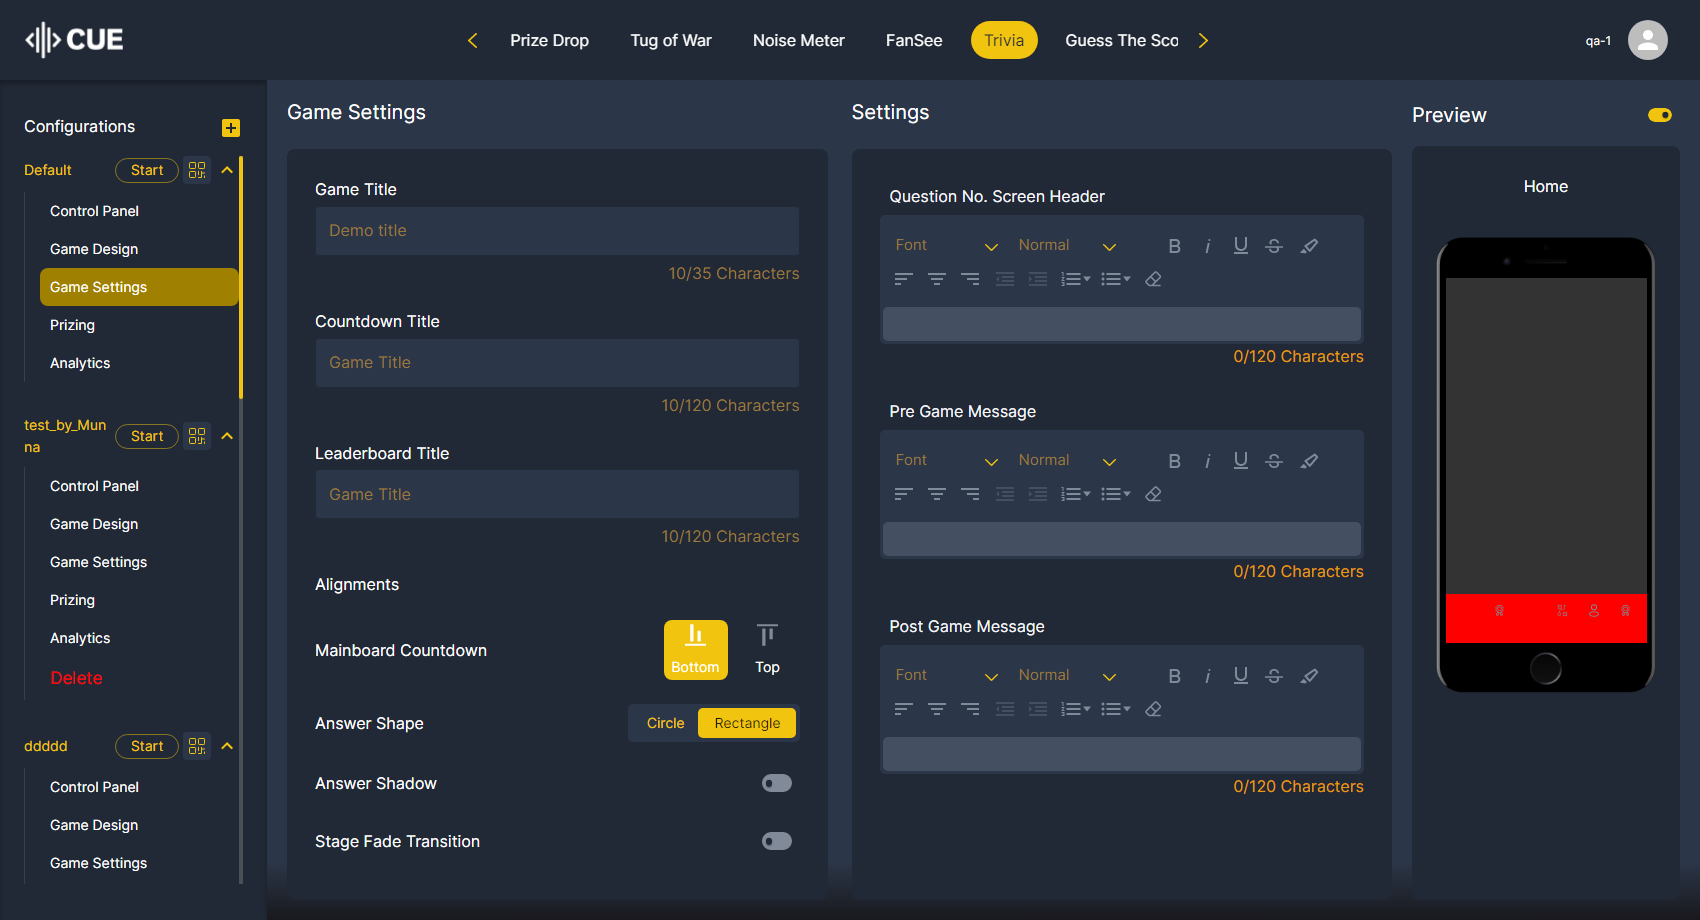 CUE
Prize Drop
Tug of War
Noise Meter
FanSee
Trivia
Guess The Sco
qa-1
Configurations
Default
Start
Control Panel
Game Design
Game Settings
Prizing
Analytics
test_by_Mun
na
Start
Control Panel
Game Design
Game Settings
Prizing
Analytics
Delete
ddddd
Start
Control Panel
Game Design
Game Settings
Game Settings
Game Title
Demo title
10/35 Characters
Countdown Title
Game Title
10/120 Characters
Leaderboard Title
Game Title
10/120 Characters
Alignments
Mainboard Countdown
Bottom
Top
Answer Shape
Circle
Rectangle
Answer Shadow
Stage Fade Transition
Settings
Question No. Screen Header
Font
Normal
0/120 Characters
Pre Game Message
Font
Normal
0/120 Characters
Post Game Message
Font
Normal
0/120 Characters
Preview
Home